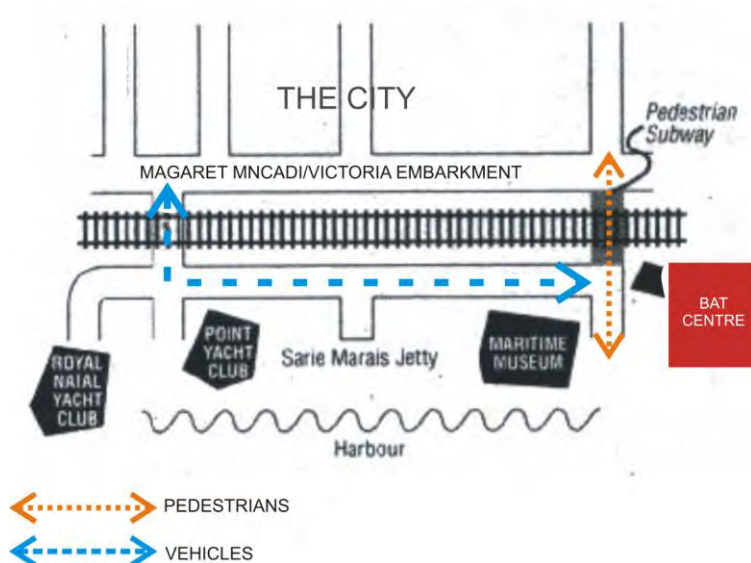 THE CITY
Pedestrian
Subway
MAGARET MNCADI/VICTORIA EMBARKMENT
BAT
CENTRE
ROYAL
NAIAL
YACHT
CLUB
POINT
YACHT
CLUB
Sarie Marais Jetty
MARITIME
MUSEUM
Harbour
PEDESTRIANS
VEHICLES